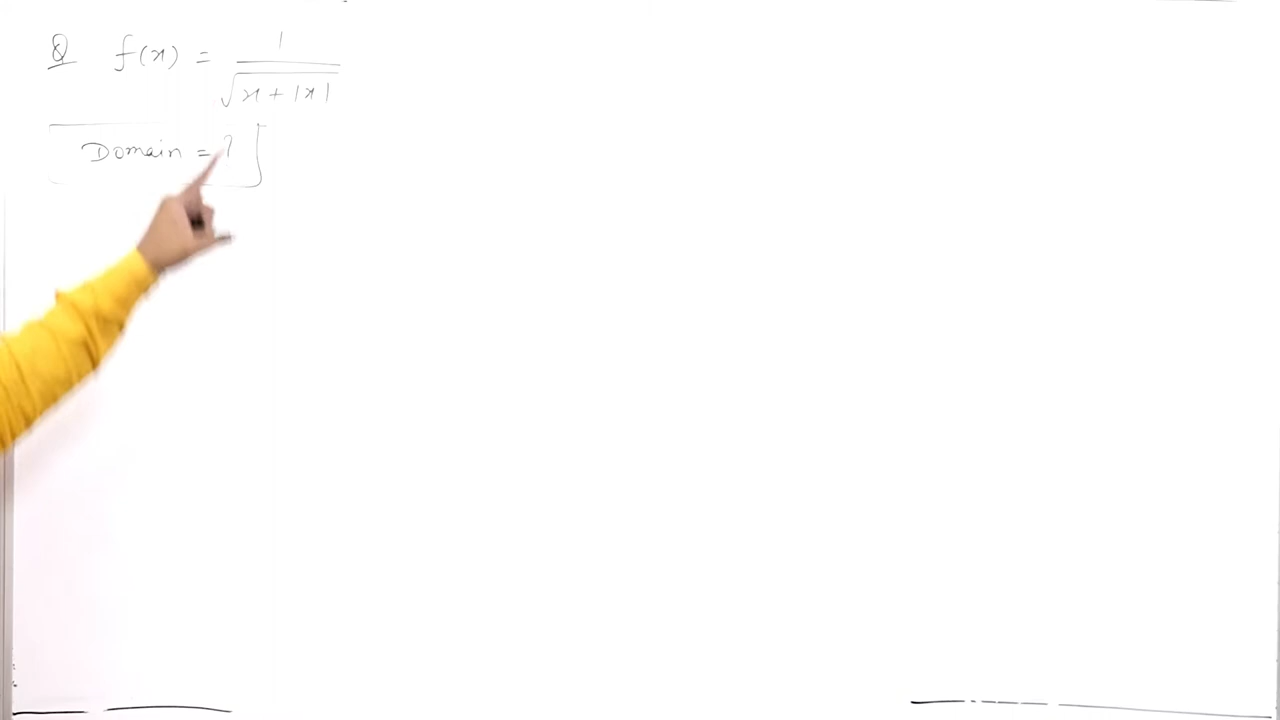 Q f(x) = 1 / √x + |x|
Domain = ?